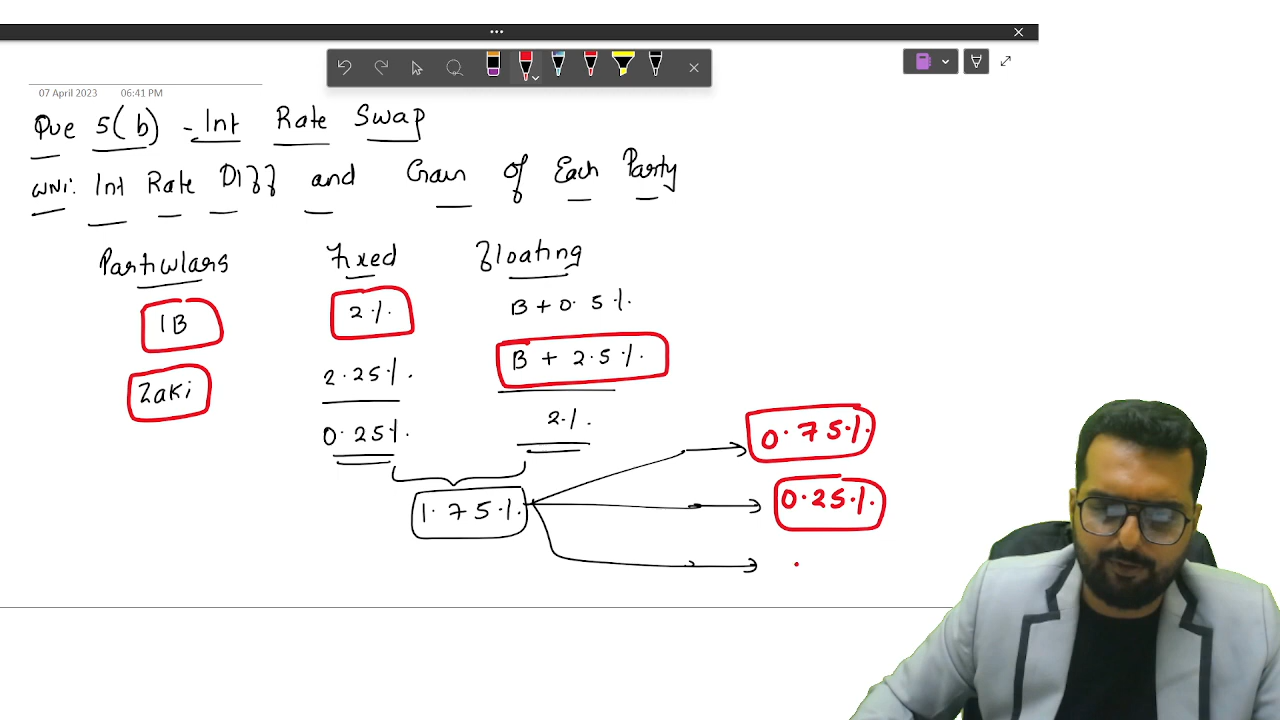 07 April 2023 06:41 PM
Que 5(b) - Int Rate Swap
WN1: Int Rate Diff and Gain of Each Party
Particulars Fixed Floating
IB 2% B + 0.5%
Zaki 2.25% B + 2.5%
0.25% 2%
1.75%
0.75%
0.25%